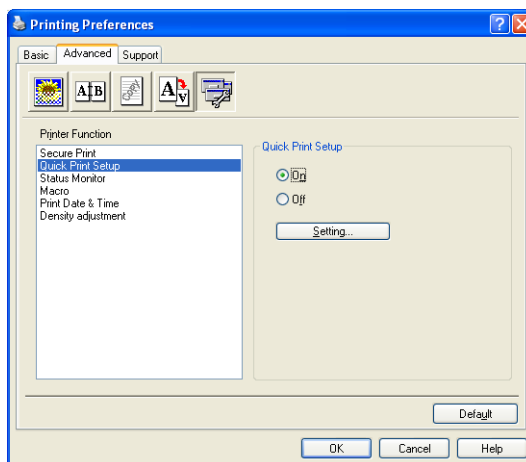 Printing Preferences
Basic
Advanced
Support
A B
A V
Printer Function
Secure Print
Quick Print Setup
Status Monitor
Macro
Print Date & Time
Density adjustment
Quick Print Setup
On
Off
Setting...
Default
OK
Cancel
Help